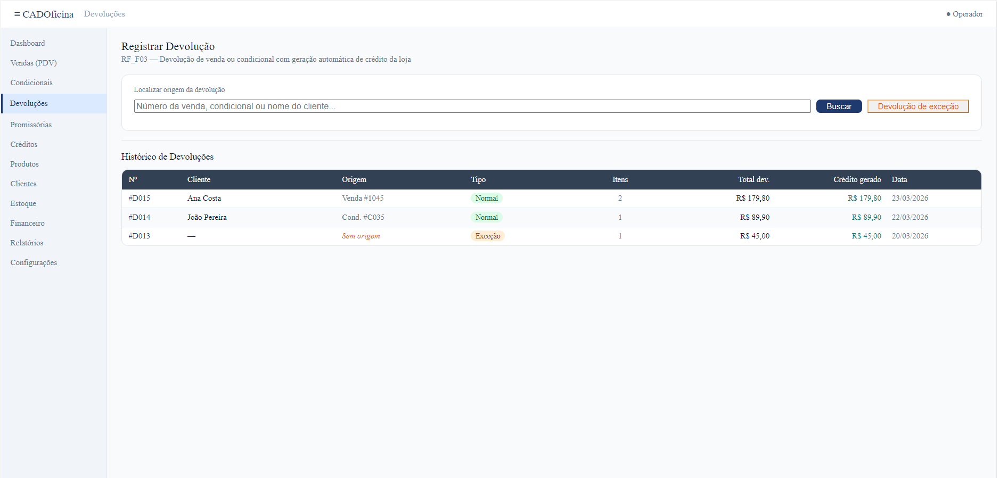 ≡ CADOficina Devoluções ● Operador
Dashboard
Vendas (PDV)
Condicionais
Devoluções
Promissórias
Créditos
Produtos
Clientes
Estoque
Financeiro
Relatórios
Configurações
Registrar Devolução
RF_F03 — Devolução de venda ou condicional com geração automática de crédito da loja
Localizar origem da devolução
Número da venda, condicional ou nome do cliente... Buscar Devolução de exceção
Histórico de Devoluções
Nº Cliente Origem Tipo Itens Total dev. Crédito gerado Data
#D015 Ana Costa Venda #1045 Normal 2 R$ 179,80 R$ 179,80 23/03/2026
#D014 João Pereira Cond. #C035 Normal 1 R$ 89,90 R$ 89,90 22/03/2026
#D013 — Sem origem Exceção 1 R$ 45,00 R$ 45,00 20/03/2026